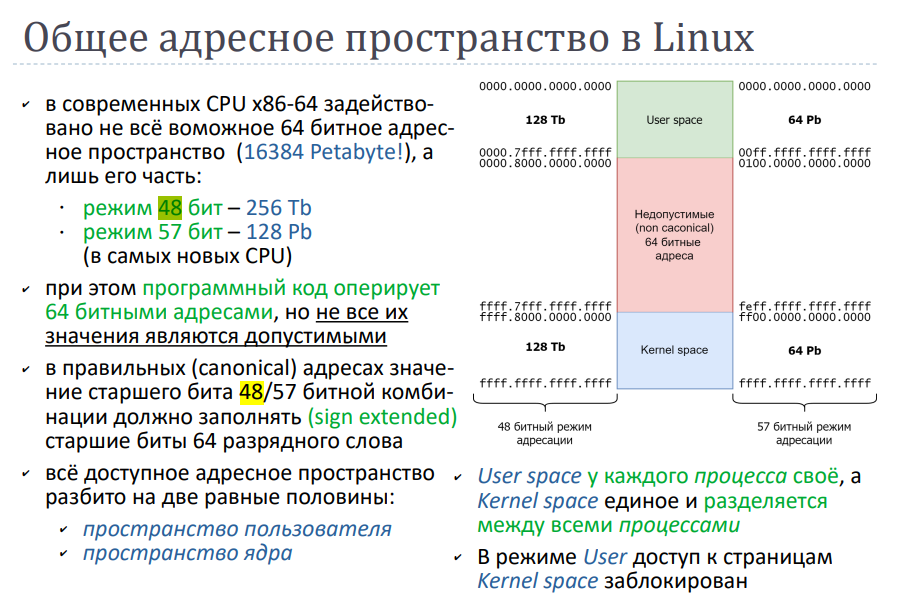 Общее адресное пространство в Linux
в современных CPU x86-64 задейство-
вано не всё воможное 64 битное адрес-
ное пространство (16384 Petabyte!), а
лишь его часть:
режим 48 бит – 256 Tb
режим 57 бит – 128 Pb
(в самых новых CPU)
при этом программный код оперирует
64 битными адресами, но не все их
значения являются допустимыми
в правильных (canonical) адресах значе-
ние старшего бита 48/57 битной комби-
нации должно заполнять (sign extended)
старшие биты 64 разрядного слова
всё доступное адресное пространство
разбито на две равные половины:
пространство пользователя
пространство ядра
0000.0000.0000.0000
128 Tb
0000.7fff.ffff.ffff
0000.8000.0000.0000
ffff.7fff.ffff.ffff
ffff.8000.0000.0000
128 Tb
ffff.ffff.ffff.ffff
48 битный режим
адресации
User space
Недопустимые
(non caconical)
64 битные
адреса
Kernel space
0000.0000.0000.0000
64 Pb
00ff.ffff.ffff.ffff
0100.0000.0000.0000
feff.ffff.ffff.ffff
ff00.0000.0000.0000
64 Pb
ffff.ffff.ffff.ffff
57 битный режим
адресации
User space у каждого процесса своё, а
Kernel space единое и разделяется
между всеми процессами
В режиме User доступ к страницам
Kernel space заблокирован